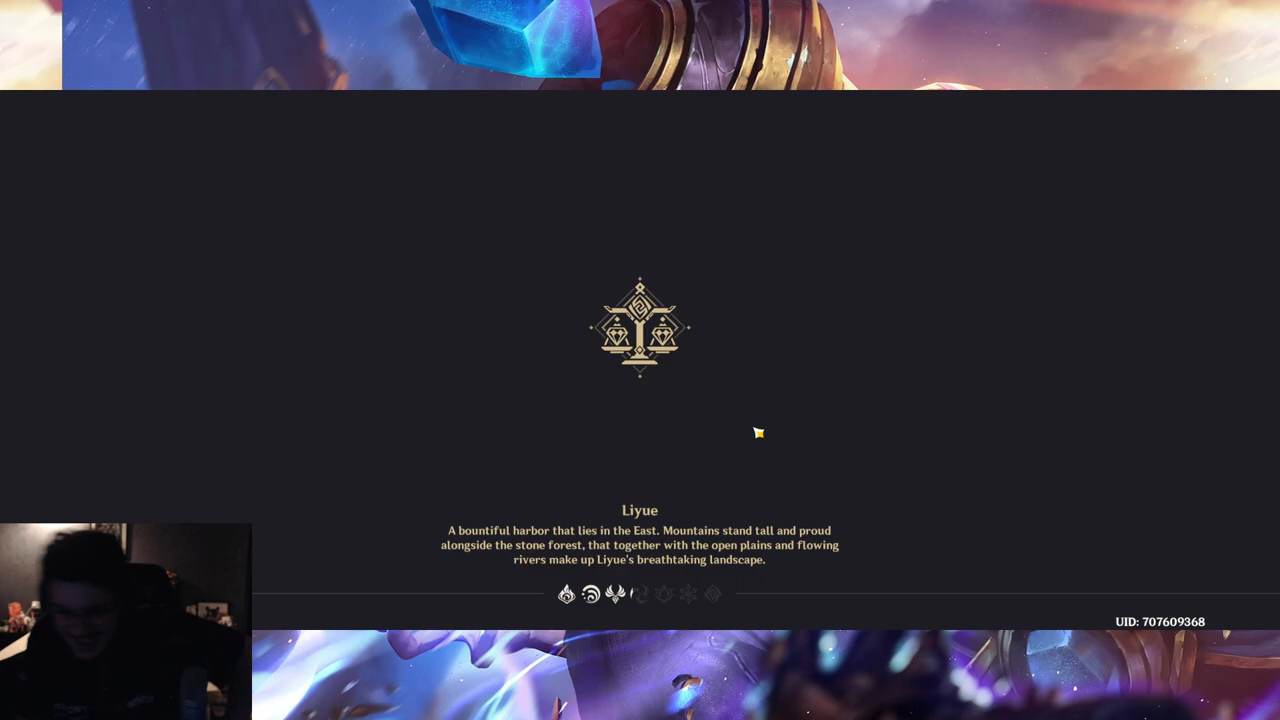 Liyue
A bountiful harbor that lies in the East. Mountains stand tall and proud
alongside the stone forest, that together with the open plains and flowing
rivers make up Liyue's breathtaking landscape.
UID: 707609368